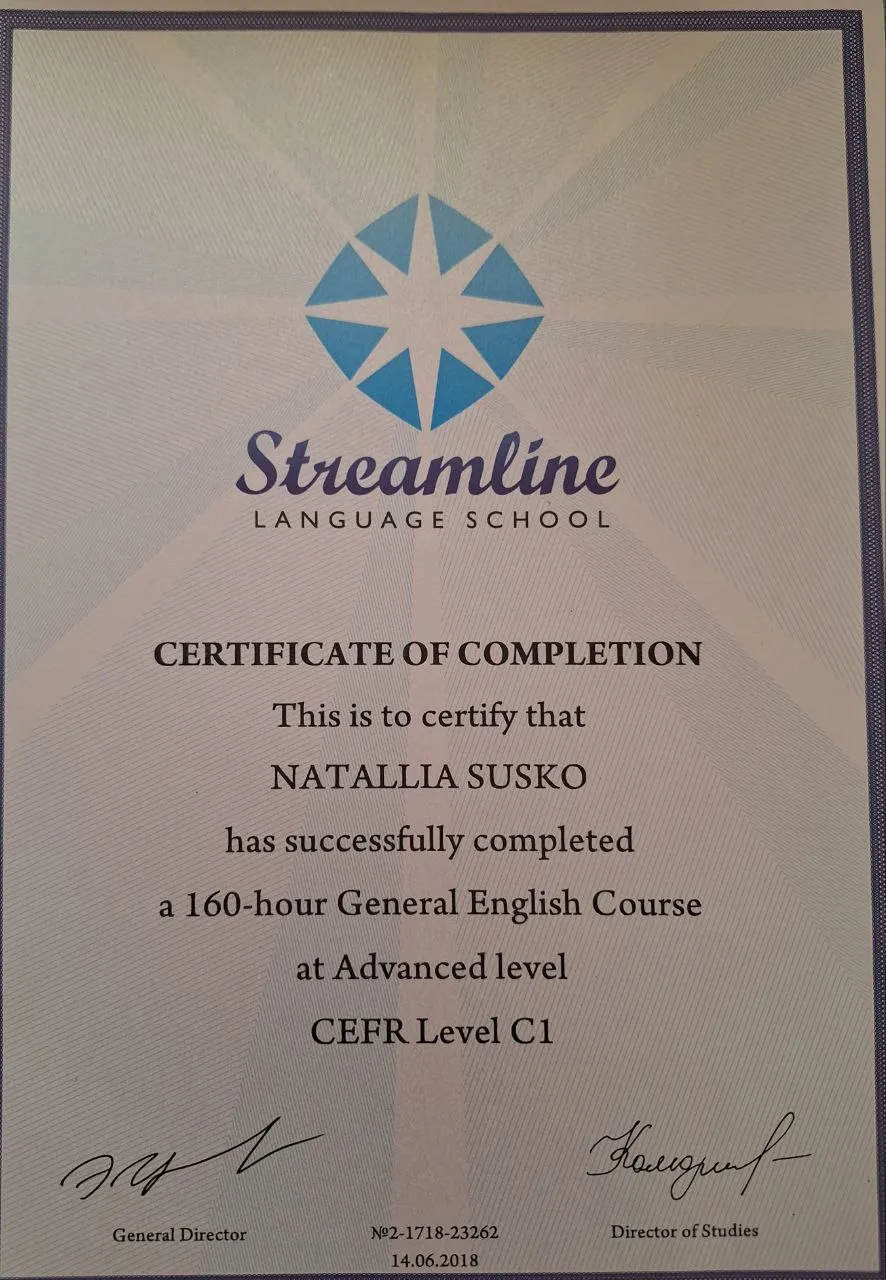 Streamline
LANGUAGE SCHOOL
CERTIFICATE OF COMPLETION
This is to certify that
NATALLIA SUSKO
has successfully completed
a 160-hour General English Course
at Advanced level
CEFR Level C1
General Director
№2-1718-23262
Director of Studies
14.06.2018